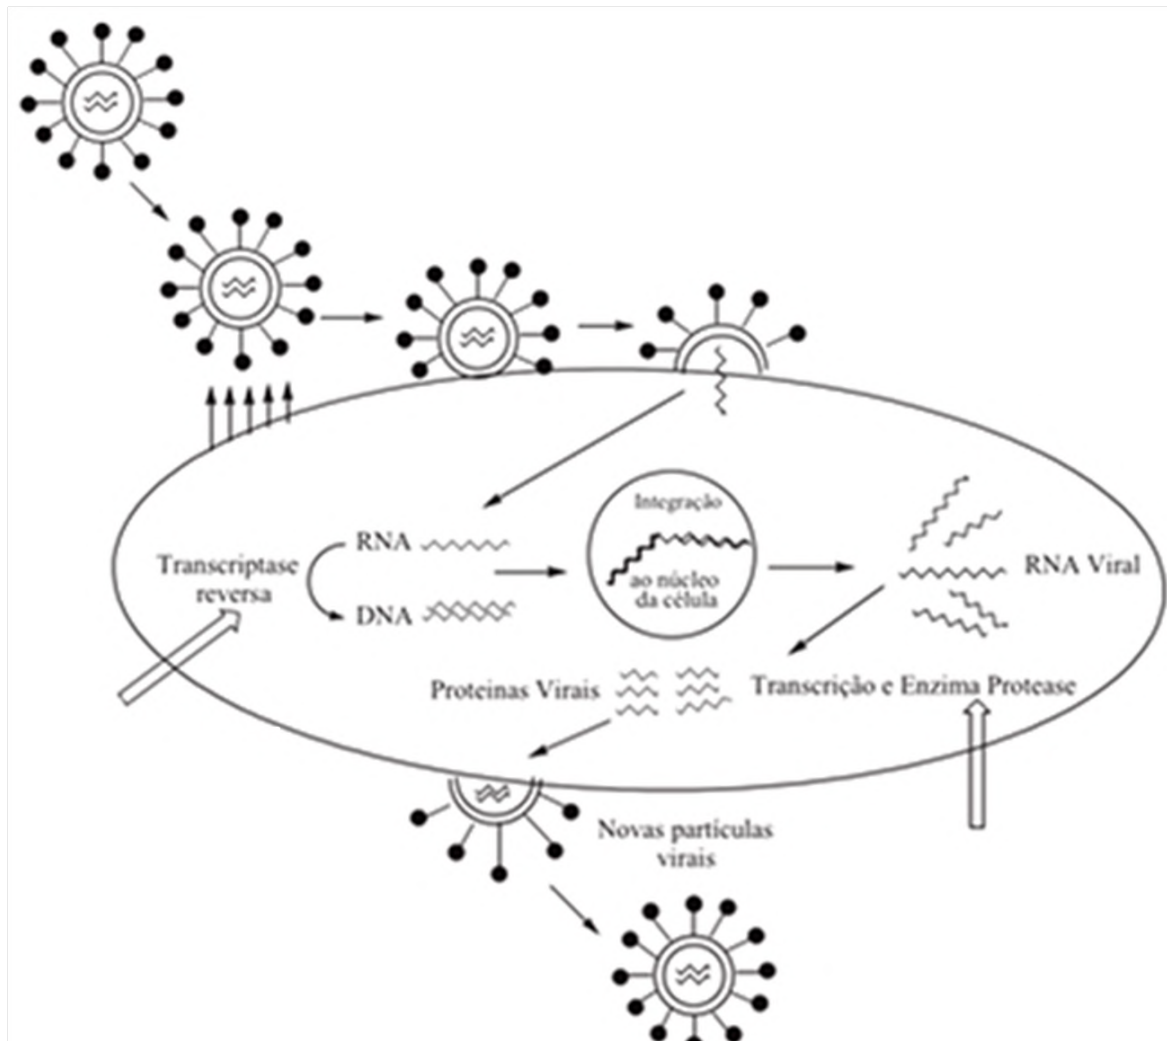 Integração
ao núcleo
da célula
RNA
DNA
Transcriptase
reversa
RNA Viral
Proteinas Virais
Transcrição e Enzima Protease
Novas partículas
virais